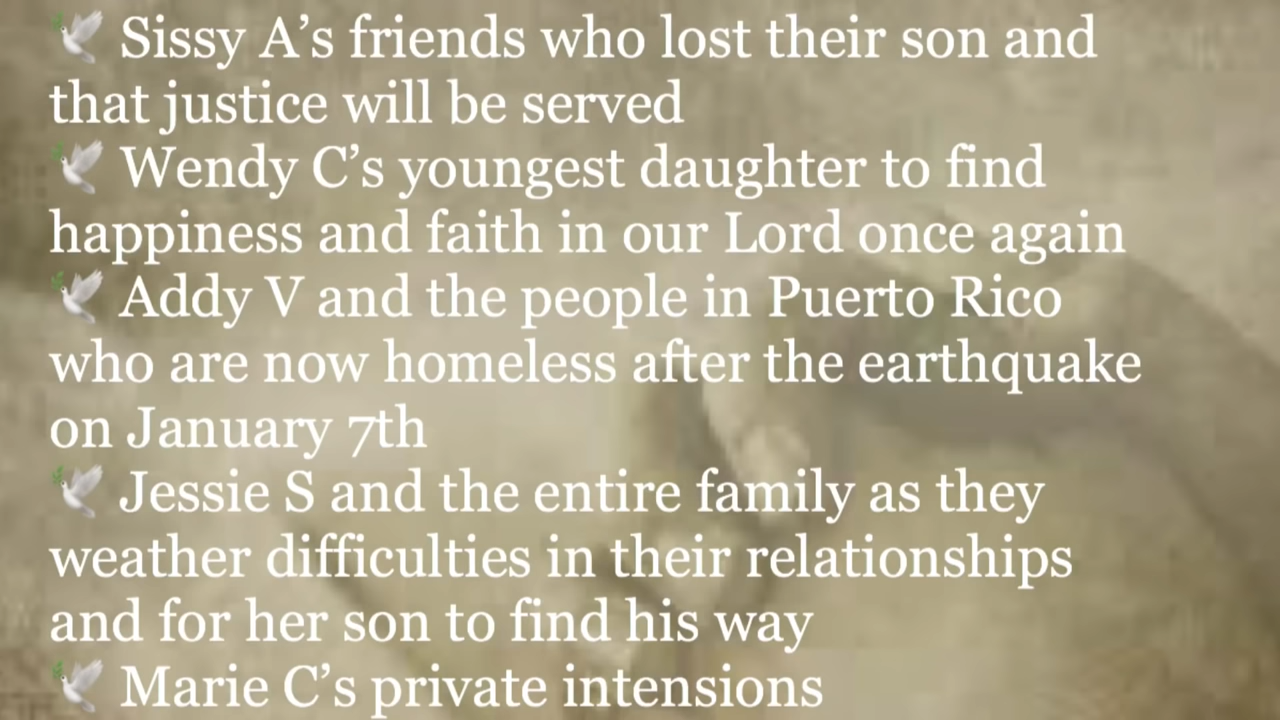 🕊 Sissy A's friends who lost their son and
that justice will be served
🕊 Wendy C's youngest daughter to find
happiness and faith in our Lord once again
🕊 Addy V and the people in Puerto Rico
who are now homeless after the earthquake
on January 7th
🕊 Jessie S and the entire family as they
weather difficulties in their relationships
and for her son to find his way
🕊 Marie C's private intensions